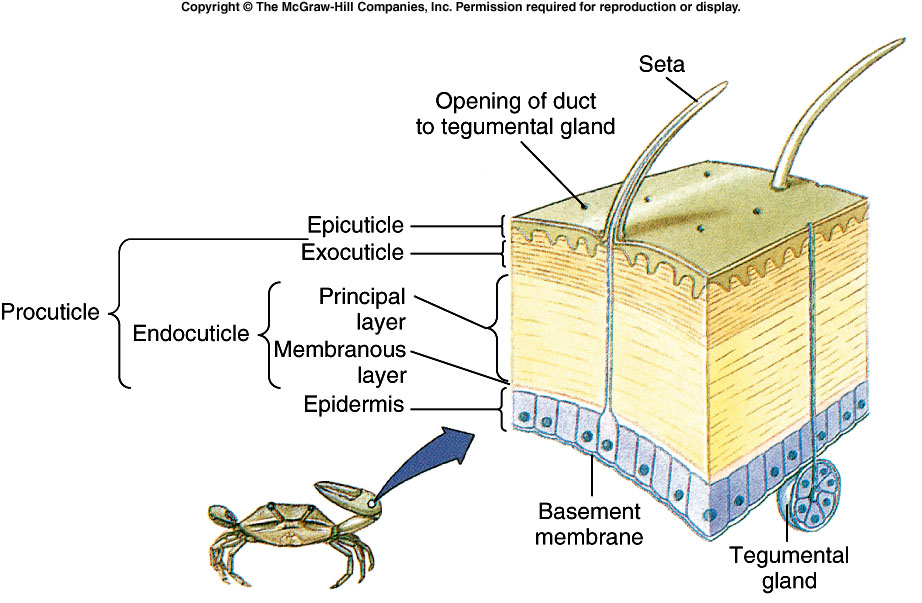 Copyright © The McGraw-Hill Companies, Inc. Permission required for reproduction or display.
Seta
Opening of duct
to tegumental gland
Epicuticle
Exocuticle
Procuticle
Endocuticle
Principal
layer
Membranous
layer
Epidermis
Basement
membrane
Tegumental
gland